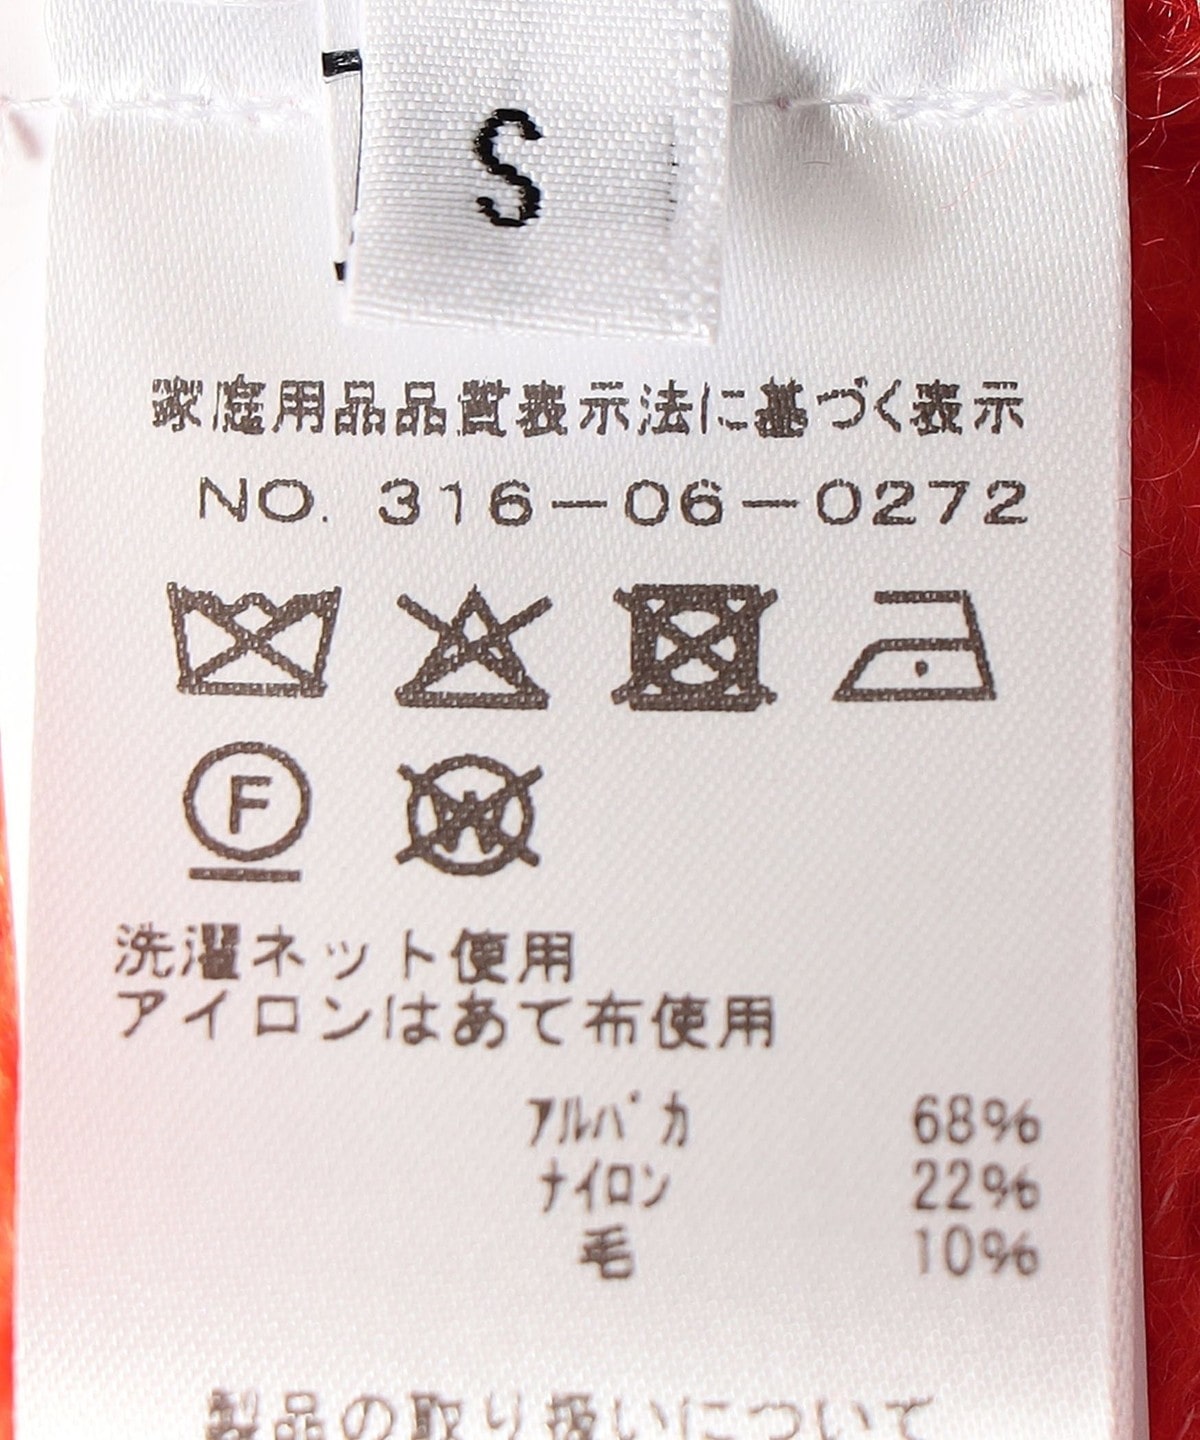 S
家庭用品品質表示法に基づく表示
NO. 316-06-0272
F
W
洗濯ネット使用
アイロンはあて布使用
アルパカ 68%
ナイロン 22%
毛 10%
製品の取り扱いについて